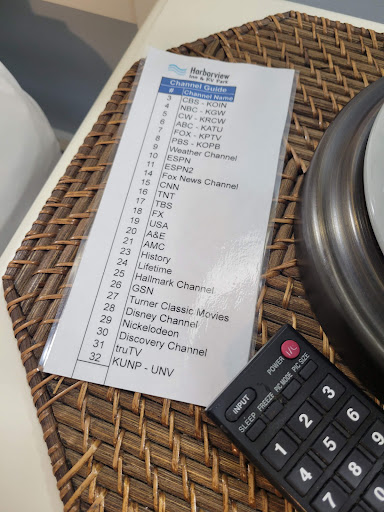 Harborview
Inn & RV Park
Channel Guide
# Channel Name
3 CBS - KOIN
4 NBC - KGW
5 CW - KRCW
6 ABC - KATU
7 FOX - KPTV
8 PBS - KOPB
9 Weather Channel
10 ESPN
11 ESPN2
14 Fox News Channel
15 CNN
16 TNT
17 TBS
18 FX
19 USA
20 A&E
21 AMC
23 History
24 Lifetime
25 Hallmark Channel
26 GSN
27 Turner Classic Movies
28 Disney Channel
29 Nickelodeon
30 Discovery Channel
31 truTV
32 KUNP - UNV
POWER
INPUT
SLEEP FREEZE PIC MODE PIC SIZE
1 2 3
4 5 6
7 8 9
0